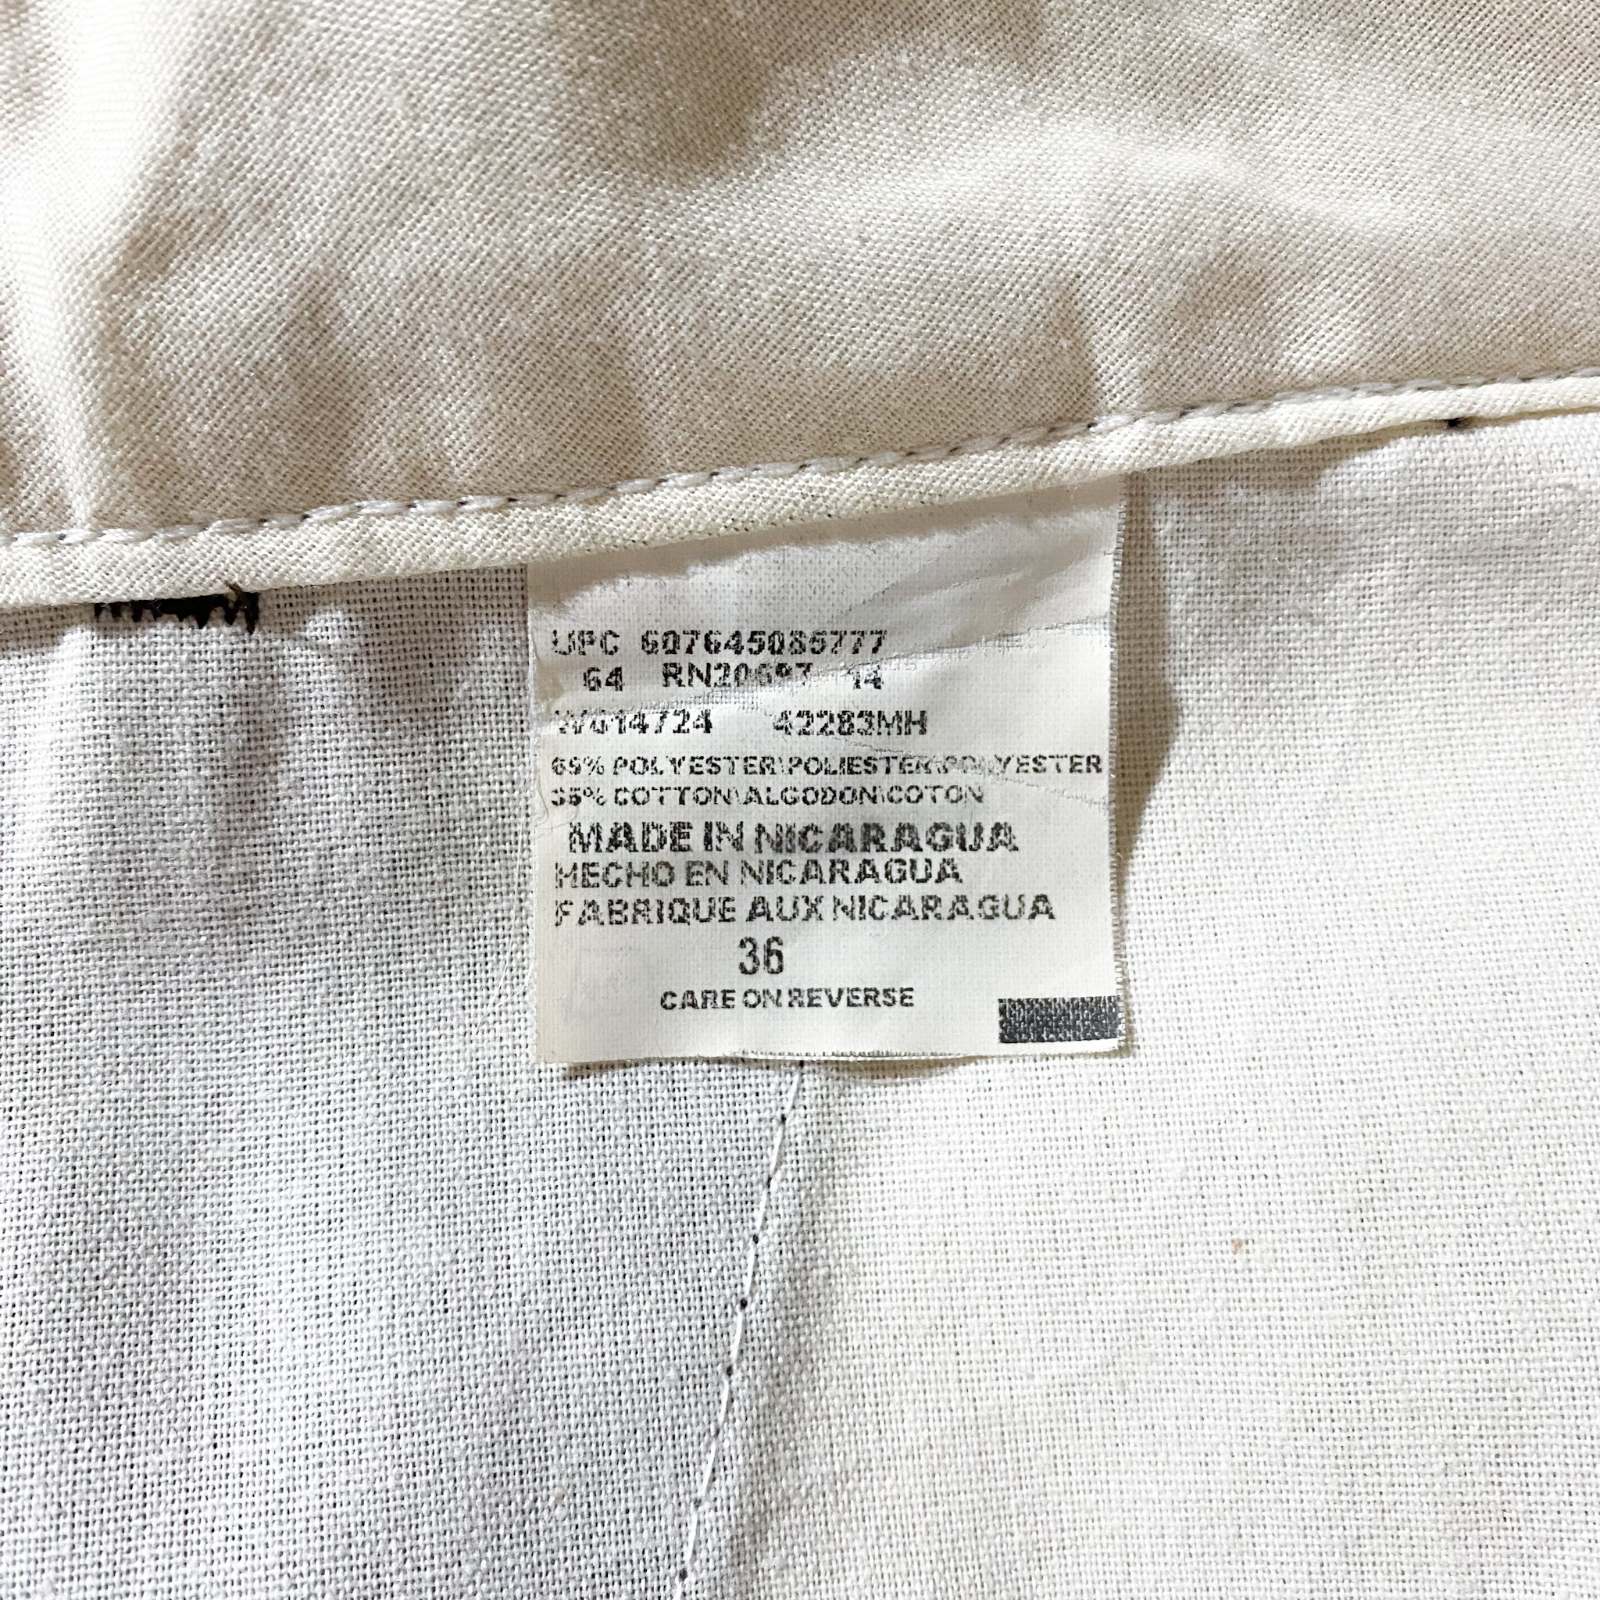 UPC 607645085777
64 RN20697 14
W014724 42283MH
65% POLYESTER\POLIESTER\POLYESTER
35% COTTON\ALGODON\COTON
MADE IN NICARAGUA
HECHO EN NICARAGUA
FABRIQUE AUX NICARAGUA
36
CARE ON REVERSE